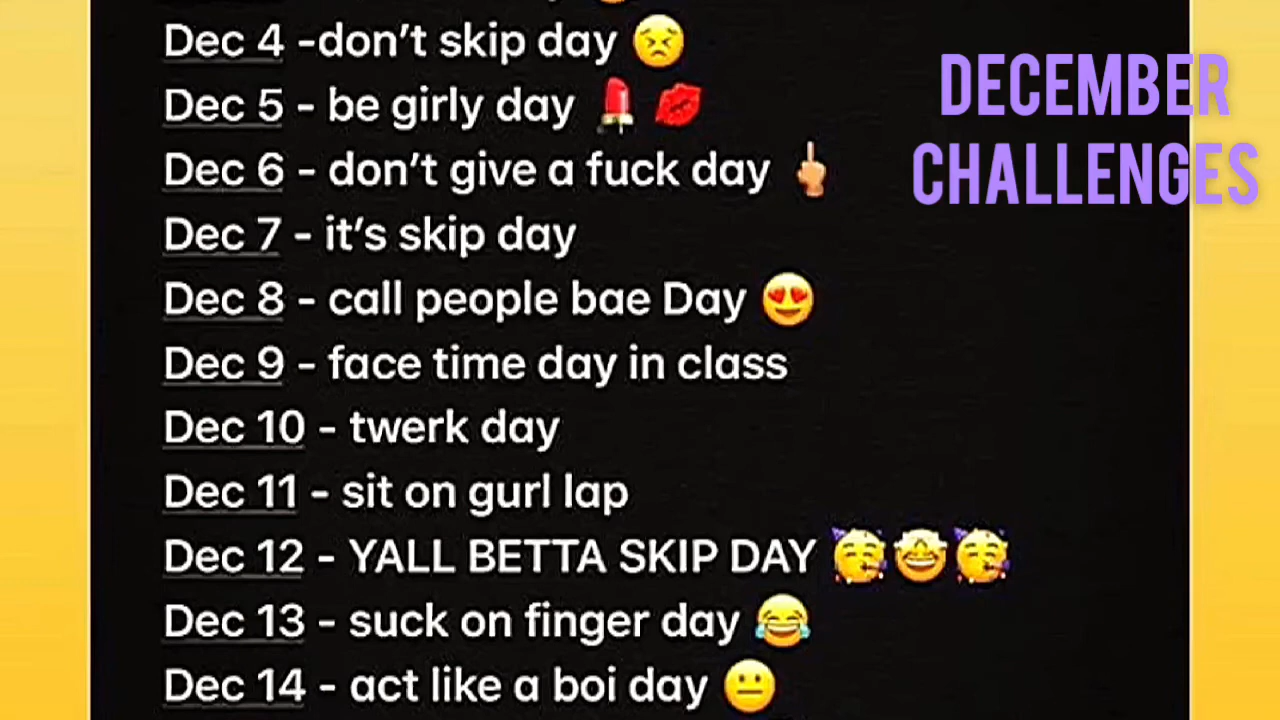 DECEMBER
CHALLENGES
Dec 4 -don't skip day 😣
Dec 5 - be girly day 💄 💋
Dec 6 - don't give a fuck day 🖕🏼
Dec 7 - it's skip day
Dec 8 - call people bae Day 😍
Dec 9 - face time day in class
Dec 10 - twerk day
Dec 11 - sit on gurl lap
Dec 12 - YALL BETTA SKIP DAY 🥳🤩🥳
Dec 13 - suck on finger day 😂
Dec 14 - act like a boi day 😐